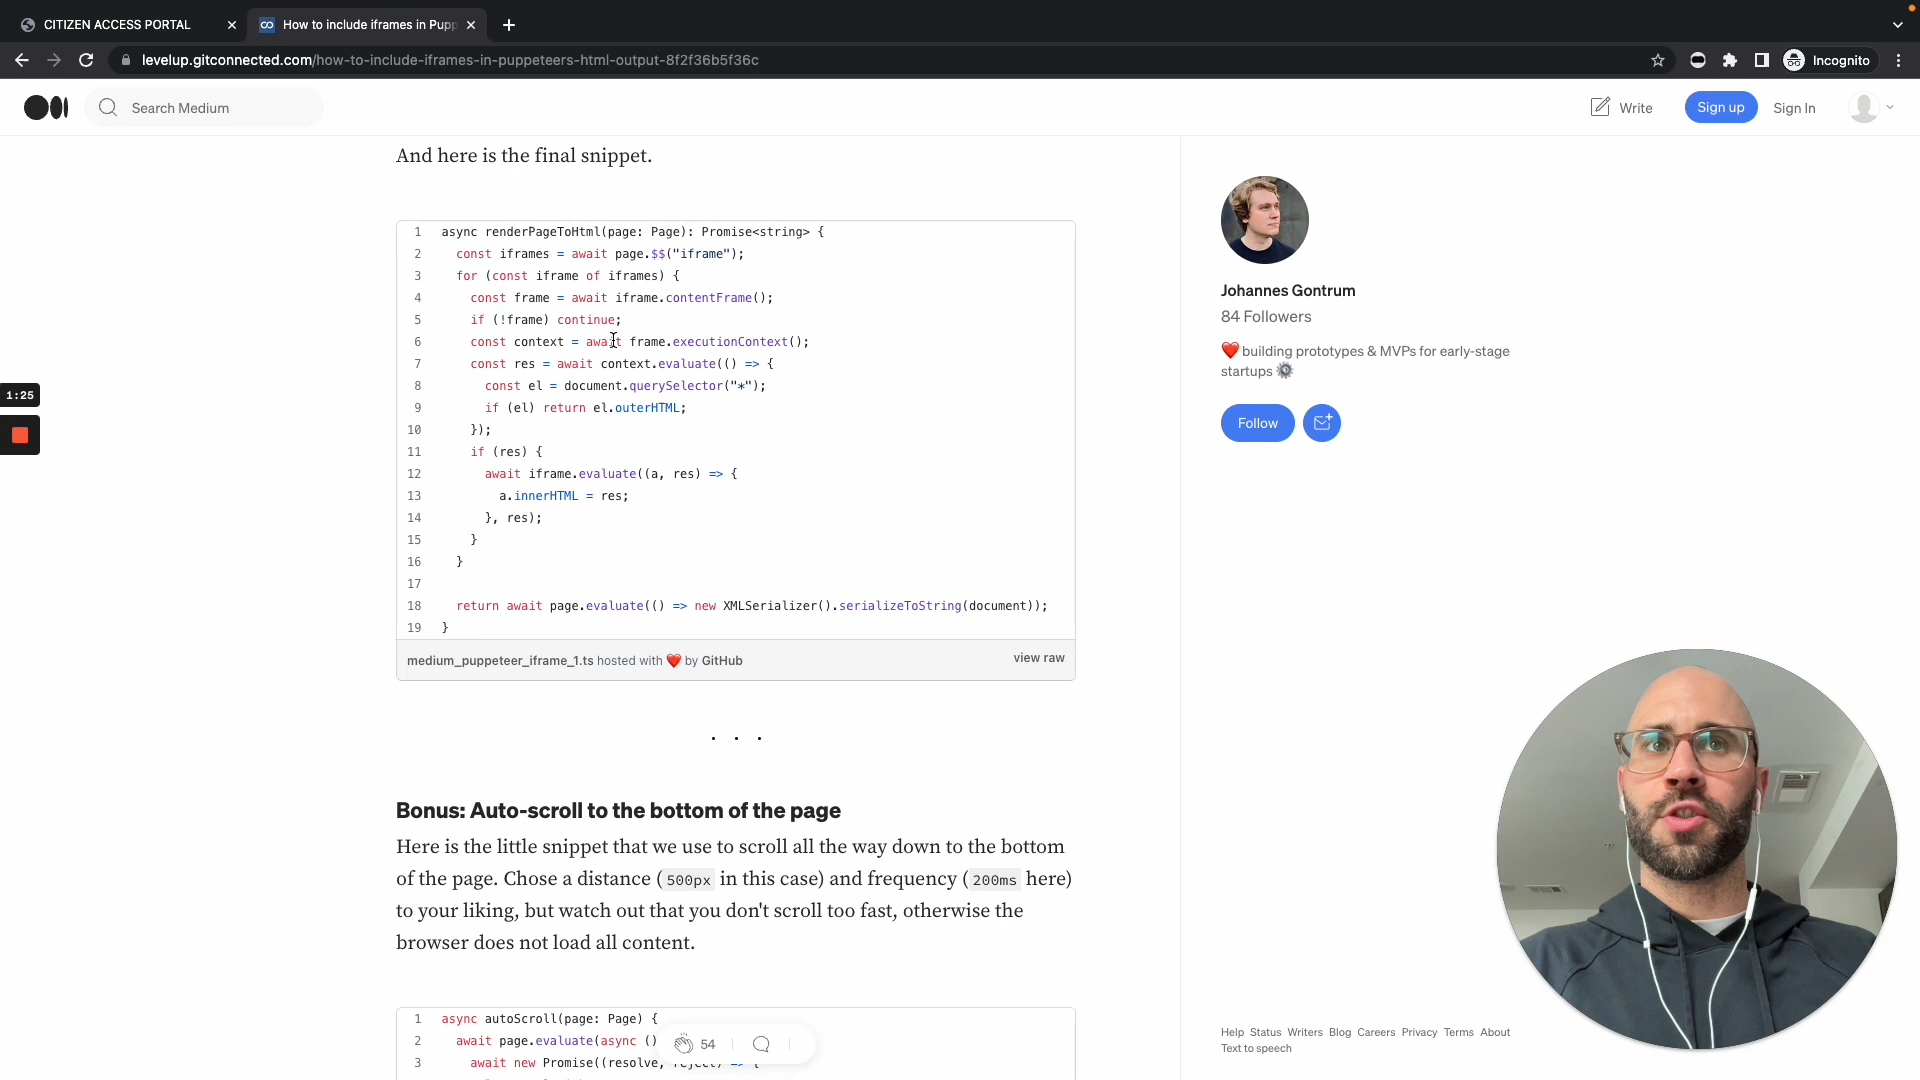 CITIZEN ACCESS PORTAL
How to include iframes in Pupp
levelup.gitconnected.com/how-to-include-iframes-in-puppeteers-html-output-8f2f36b5f36c
Incognito
Search Medium
Write
Sign up
Sign In
And here is the final snippet.
1 async renderPageToHtml(page: Page): Promise<string> {
2 const iframes = await page.$$("iframe");
3 for (const iframe of iframes) {
4 const frame = await iframe.contentFrame();
5 if (!frame) continue;
6 const context = await frame.executionContext();
7 const res = await context.evaluate(() => {
8 const el = document.querySelector("*");
9 if (el) return el.outerHTML;
10 });
11 if (res) {
12 await iframe.evaluate((a, res) => {
13 a.innerHTML = res;
14 }, res);
15 }
16 }
17
18 return await page.evaluate(() => new XMLSerializer().serializeToString(document));
19 }
medium_puppeteer_iframe_1.ts hosted with ❤ by GitHub
view raw
. . .
Bonus: Auto-scroll to the bottom of the page
Here is the little snippet that we use to scroll all the way down to the bottom
of the page. Chose a distance ( 500px in this case) and frequency ( 200ms here)
to your liking, but watch out that you don't scroll too fast, otherwise the
browser does not load all content.
1 async autoScroll(page: Page) {
2 await page.evaluate(async ()
3 await new Promise((resolve, reject) => {
54
Johannes Gontrum
84 Followers
❤️ building prototypes & MVPs for early-stage
startups ⚙️
Follow
Help Status Writers Blog Careers Privacy Terms About
Text to speech
1:25